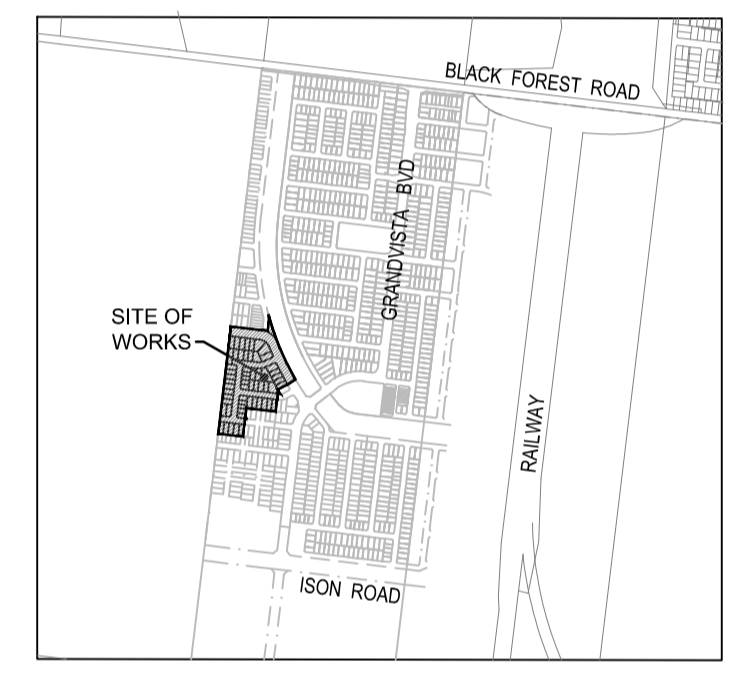 BLACK FOREST ROAD
GRANDVISTA BVD
SITE OF
WORKS
RAILWAY
ISON ROAD